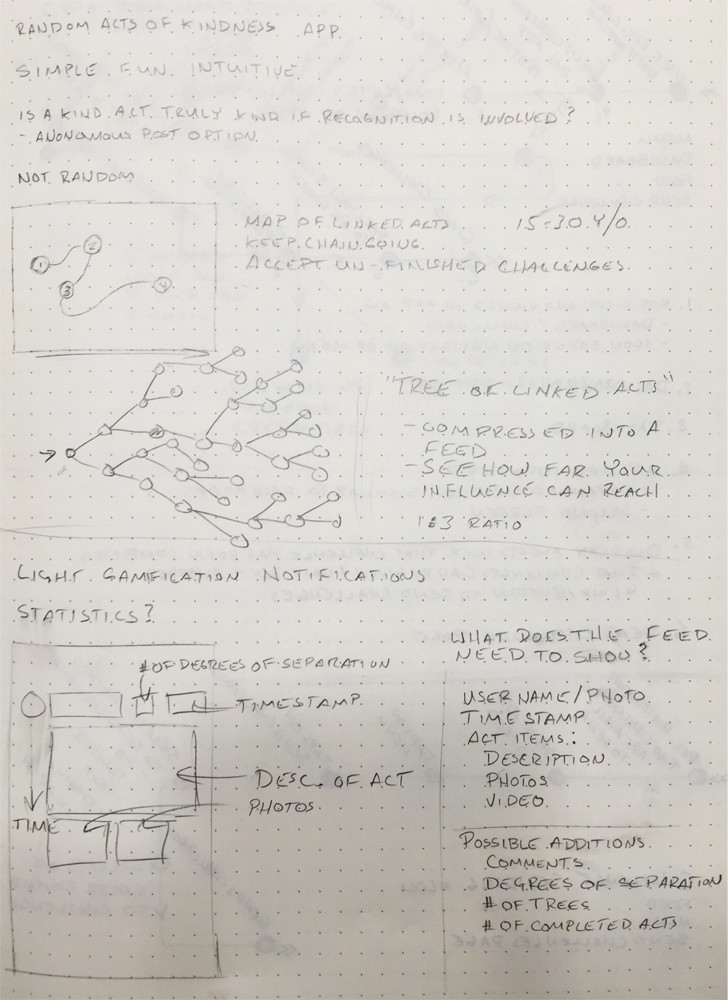 RANDOM ACTS OF KINDNESS APP
SIMPLE FUN INTUITIVE
IS A KIND ACT TRULY KIND IF RECOGNITION IS INVOLVED?
- ANONOMOUS POST OPTION
NOT RANDOM
1
2
3
4
MAP OF LINKED ACTS
KEEP CHAIN GOING
ACCEPT UN-FINISHED CHALLENGES
15-30 Y/O
"TREE OF LINKED ACTS"
- COMPRESSED INTO A
FEED
- SEE HOW FAR YOUR
INFLUENCE CAN REACH
RATIO
LIGHT GAMIFICATION NOTIFICATIONS
STATISTICS?
# OF DEGREES OF SEPARATION
TIMESTAMP
DESC. OF ACT
PHOTOS
TIME
WHAT DOES THE FEED
NEED TO SHOW?
USER NAME/PHOTO
TIME STAMP
ACT ITEMS:
DESCRIPTION
PHOTOS
VIDEO
POSSIBLE ADDITIONS
COMMENTS
DEGREES OF SEPARATION
# OF TREES
# OF COMPLETED ACTS